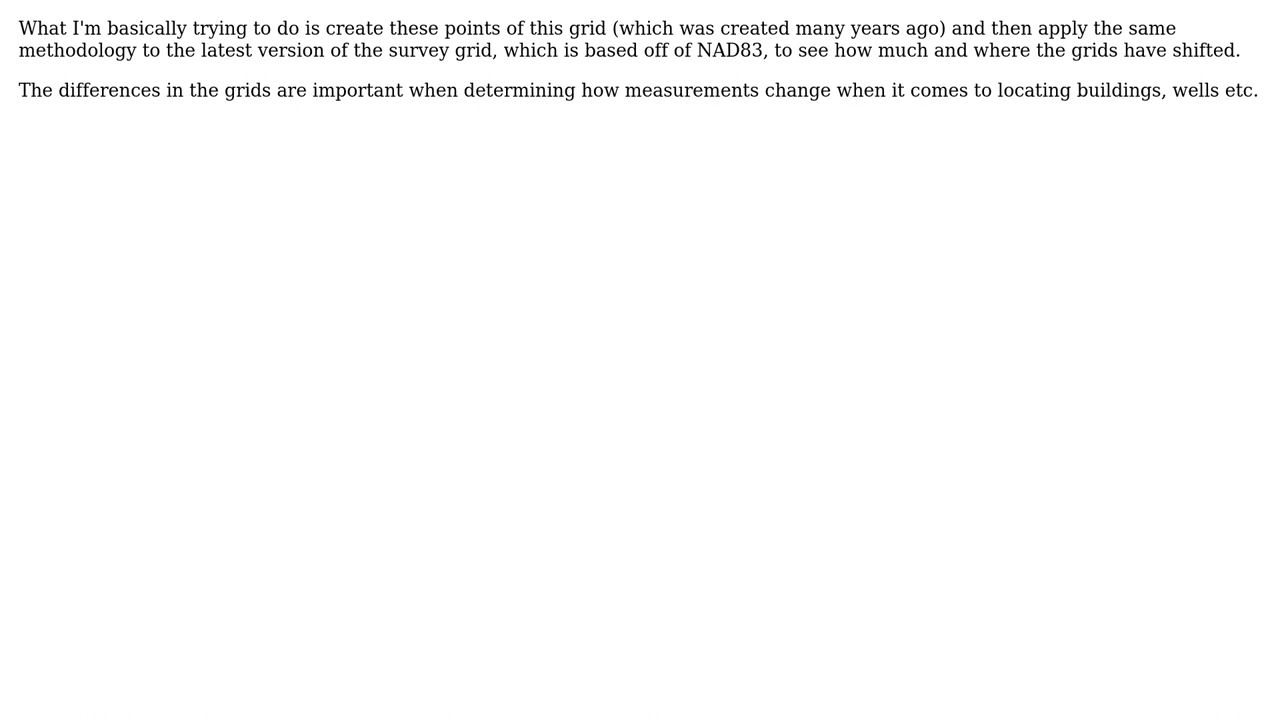 What I'm basically trying to do is create these points of this grid (which was created many years ago) and then apply the same
methodology to the latest version of the survey grid, which is based off of NAD83, to see how much and where the grids have shifted.
The differences in the grids are important when determining how measurements change when it comes to locating buildings, wells etc.